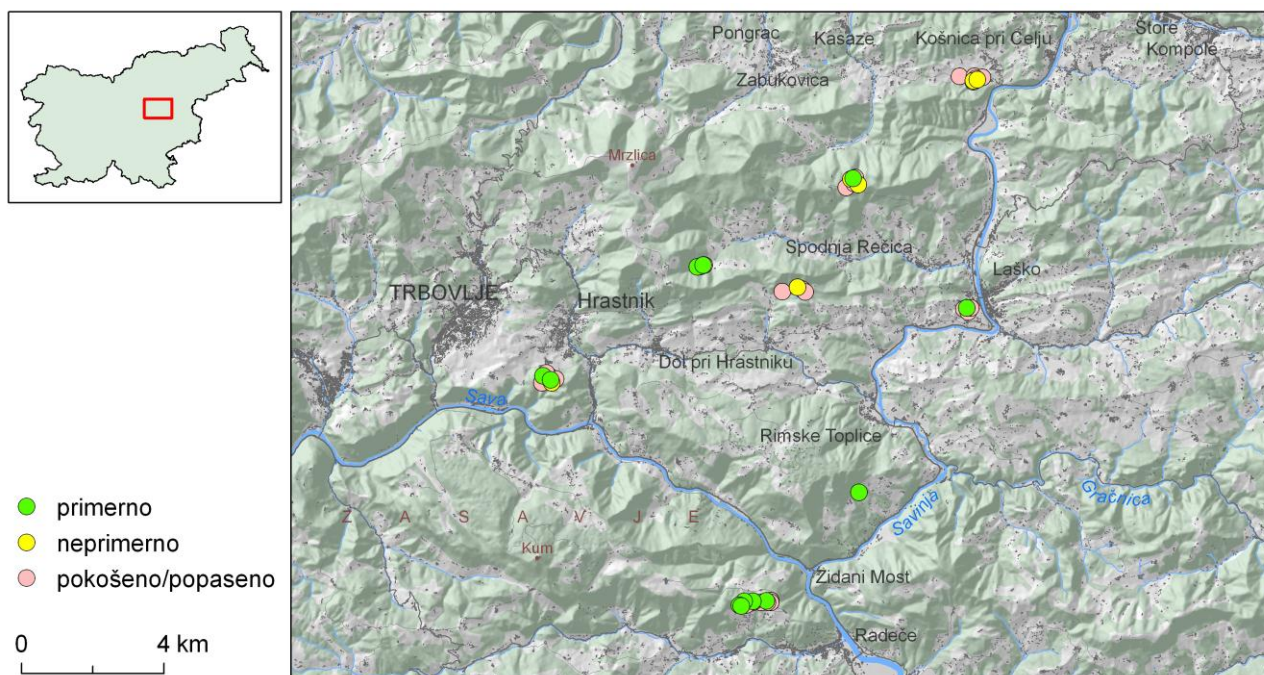 Pongrac
Kasaze
Košnica pri Celju
Štore
Kompole
Zabukovica
Mrzlica
Spodnja Rečica
Laško
TRBOVLJE
Hrastnik
Dol pri Hrastniku
Sava
Rimske Toplice
Savinja
Gračnica
Z A S A V J E
Kum
Židani Most
Radeče
primerno
neprimerno
pokošeno/popaseno
0 4 km